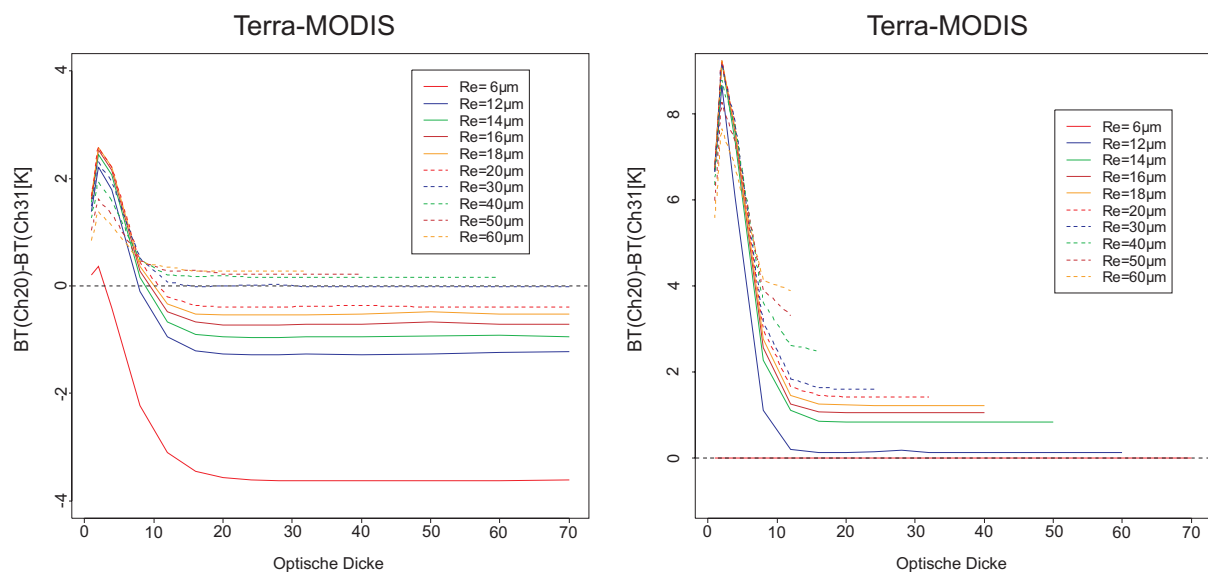 Terra-MODIS
BT(Ch20)-BT(Ch31[K]
4
2
0
-2
-4
Re= 6µm
Re=12µm
Re=14µm
Re=16µm
Re=18µm
Re=20µm
Re=30µm
Re=40µm
Re=50µm
Re=60µm
0 10 20 30 40 50 60 70
Optische Dicke
Terra-MODIS
BT(Ch20)-BT(Ch31[K]
8
6
4
2
0
Re= 6µm
Re=12µm
Re=14µm
Re=16µm
Re=18µm
Re=20µm
Re=30µm
Re=40µm
Re=50µm
Re=60µm
0 10 20 30 40 50 60 70
Optische Dicke